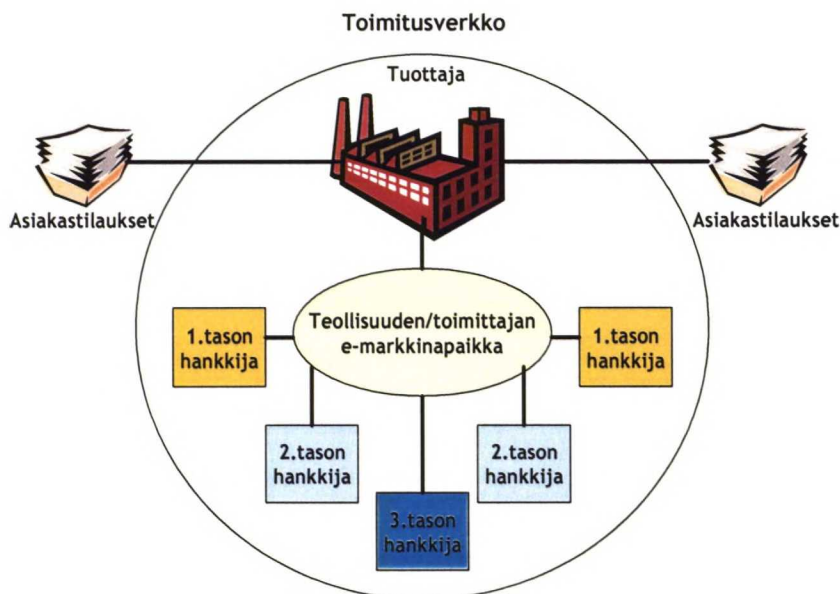 Toimitusverkko
Tuottaja
Asiakastilaukset
Asiakastilaukset
Teollisuuden/toimittajan
e-markkinapaikka
1.tason
hankkija
1.tason
hankkija
2.tason
hankkija
2.tason
hankkija
3.tason
hankkija